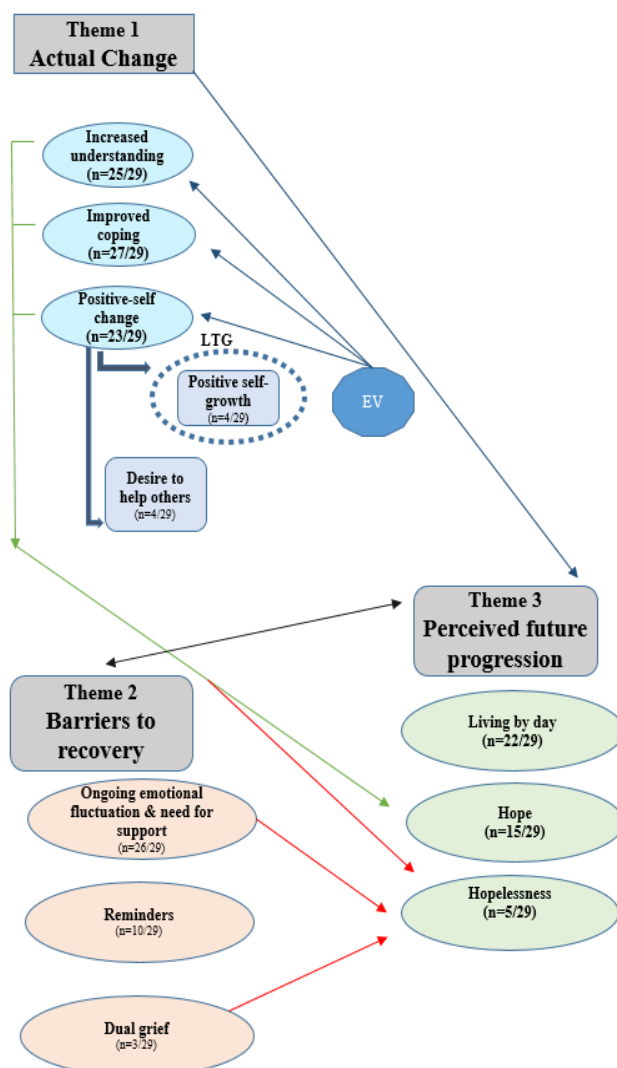 Theme 1
Actual Change
Increased
understanding
(n=25/29)
Improved
coping
(n=27/29)
Positive-self
change
(n=23/29)
LTG
Positive self-
growth
(n=4/29)
EV
Desire to
help others
(n=4/29)
Theme 3
Perceived future
progression
Theme 2
Barriers to
recovery
Living by day
(n=22/29)
Ongoing emotional
fluctuation & need for
support
(n=26/29)
Hope
(n=15/29)
Hopelessness
(n=5/29)
Reminders
(n=10/29)
Dual grief
(n=3/29)